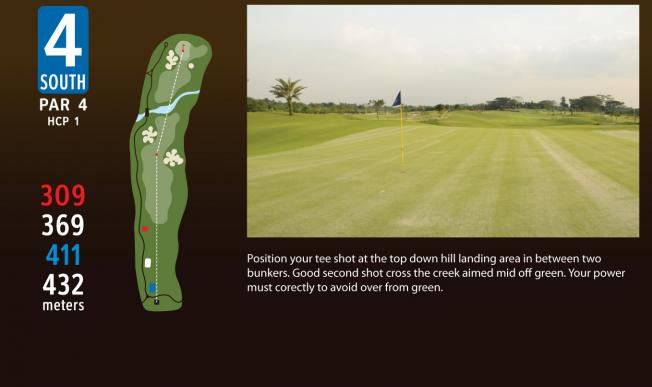 4
SOUTH
PAR 4
HCP 1
309
369
411
432
meters
Position your tee shot at the top down hill landing area in between two
bunkers. Good second shot cross the creek aimed mid off green. Your power
must corectly to avoid over from green.